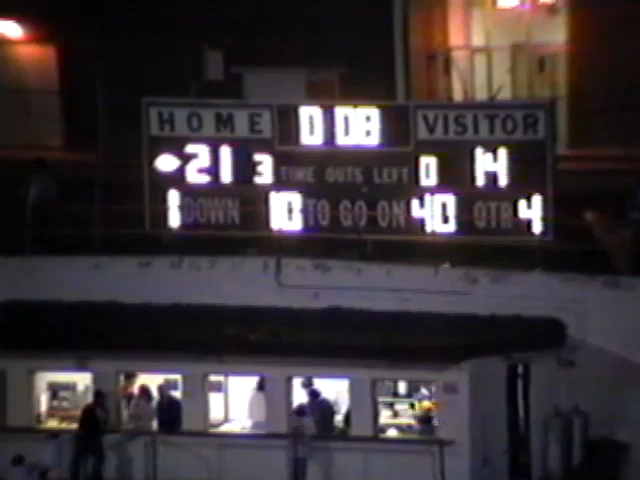 HOME 0 08 VISITOR
21 3 TIME OUTS LEFT 0 14
1 DOWN 10 TO GO ON 40 QTR 4